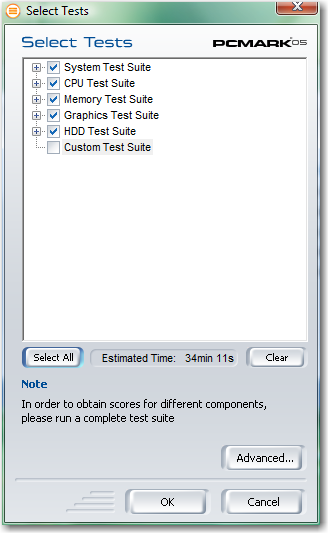 Select Tests
Select Tests PCMARK®05
System Test Suite
CPU Test Suite
Memory Test Suite
Graphics Test Suite
HDD Test Suite
Custom Test Suite
Select All Estimated Time: 34min 11s Clear
Note
In order to obtain scores for different components,
please run a complete test suite
Advanced...
OK Cancel